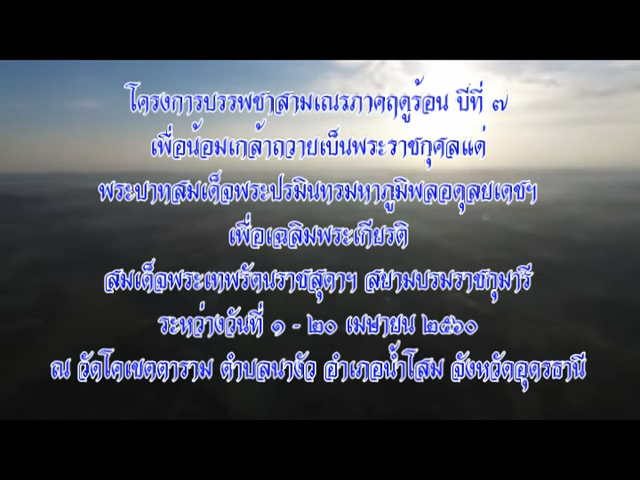 โครงการบรรพชาสามเณรภาคฤดูร้อน ปีที่ ๗
เพื่อน้อมเกล้าถวายเป็นพระราชกุศลแด่
พระบาทสมเด็จพระปรมินทรมหาภูมิพลอดุลยเดชฯ
เพื่อเฉลิมพระเกียรติ
สมเด็จพระเทพรัตนราชสุดาฯ สยามบรมราชกุมารี
ระหว่างวันที่ ๑ - ๒๐ เมษายน ๒๕๖๐
ณ วัดโคเขตตาราม ตำบลนางัว อำเภอน้ำโสม จังหวัดอุดรธานี